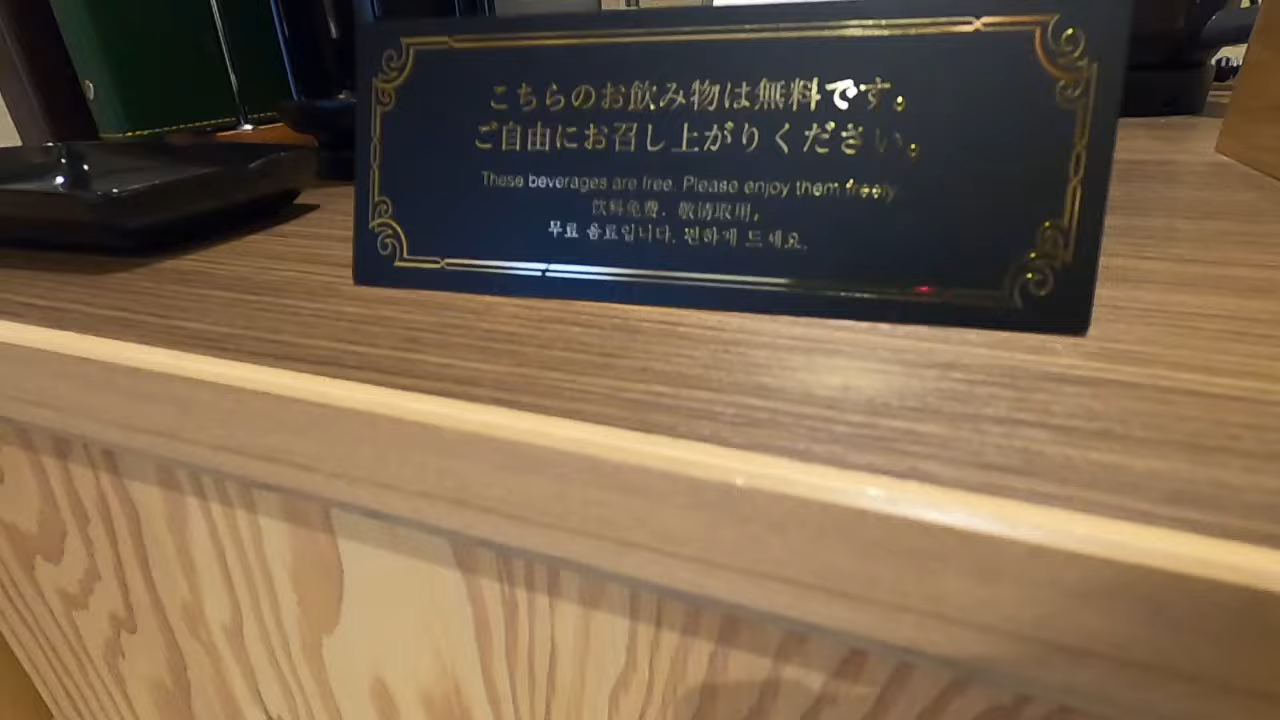 こちらのお飲み物は無料です。
ご自由にお召し上がりください。
These beverages are free. Please enjoy them freely
饮料免费，敬请取用。
무료 음료입니다. 편하게 드세요.